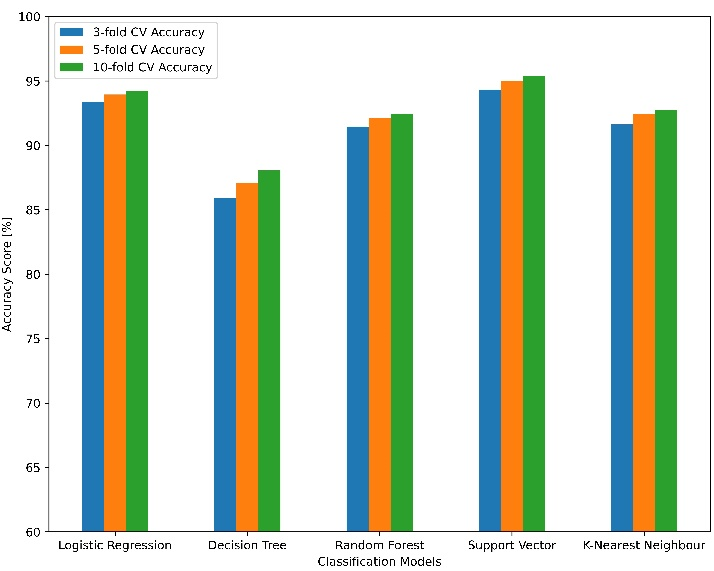 100
95
90
85
80
75
70
65
60
Accuracy Score [%]
3-fold CV Accuracy
5-fold CV Accuracy
10-fold CV Accuracy
Logistic Regression
Decision Tree
Random Forest
Support Vector
K-Nearest Neighbour
Classification Models